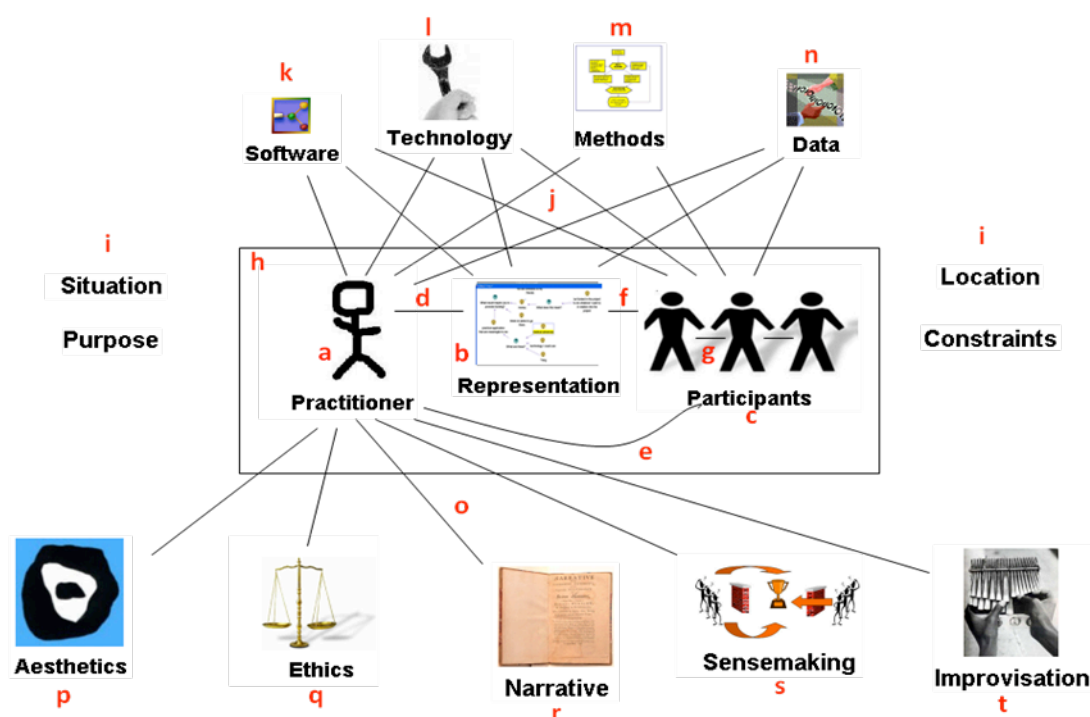 l
m
n
k
Technology
Methods
Data
Software
j
i
i
h
Situation
Location
d
f
Purpose
Constraints
a
b
g
Representation
Practitioner
Participants
c
e
o
Aesthetics
Ethics
Narrative
Sensemaking
Improvisation
p
q
r
s
t